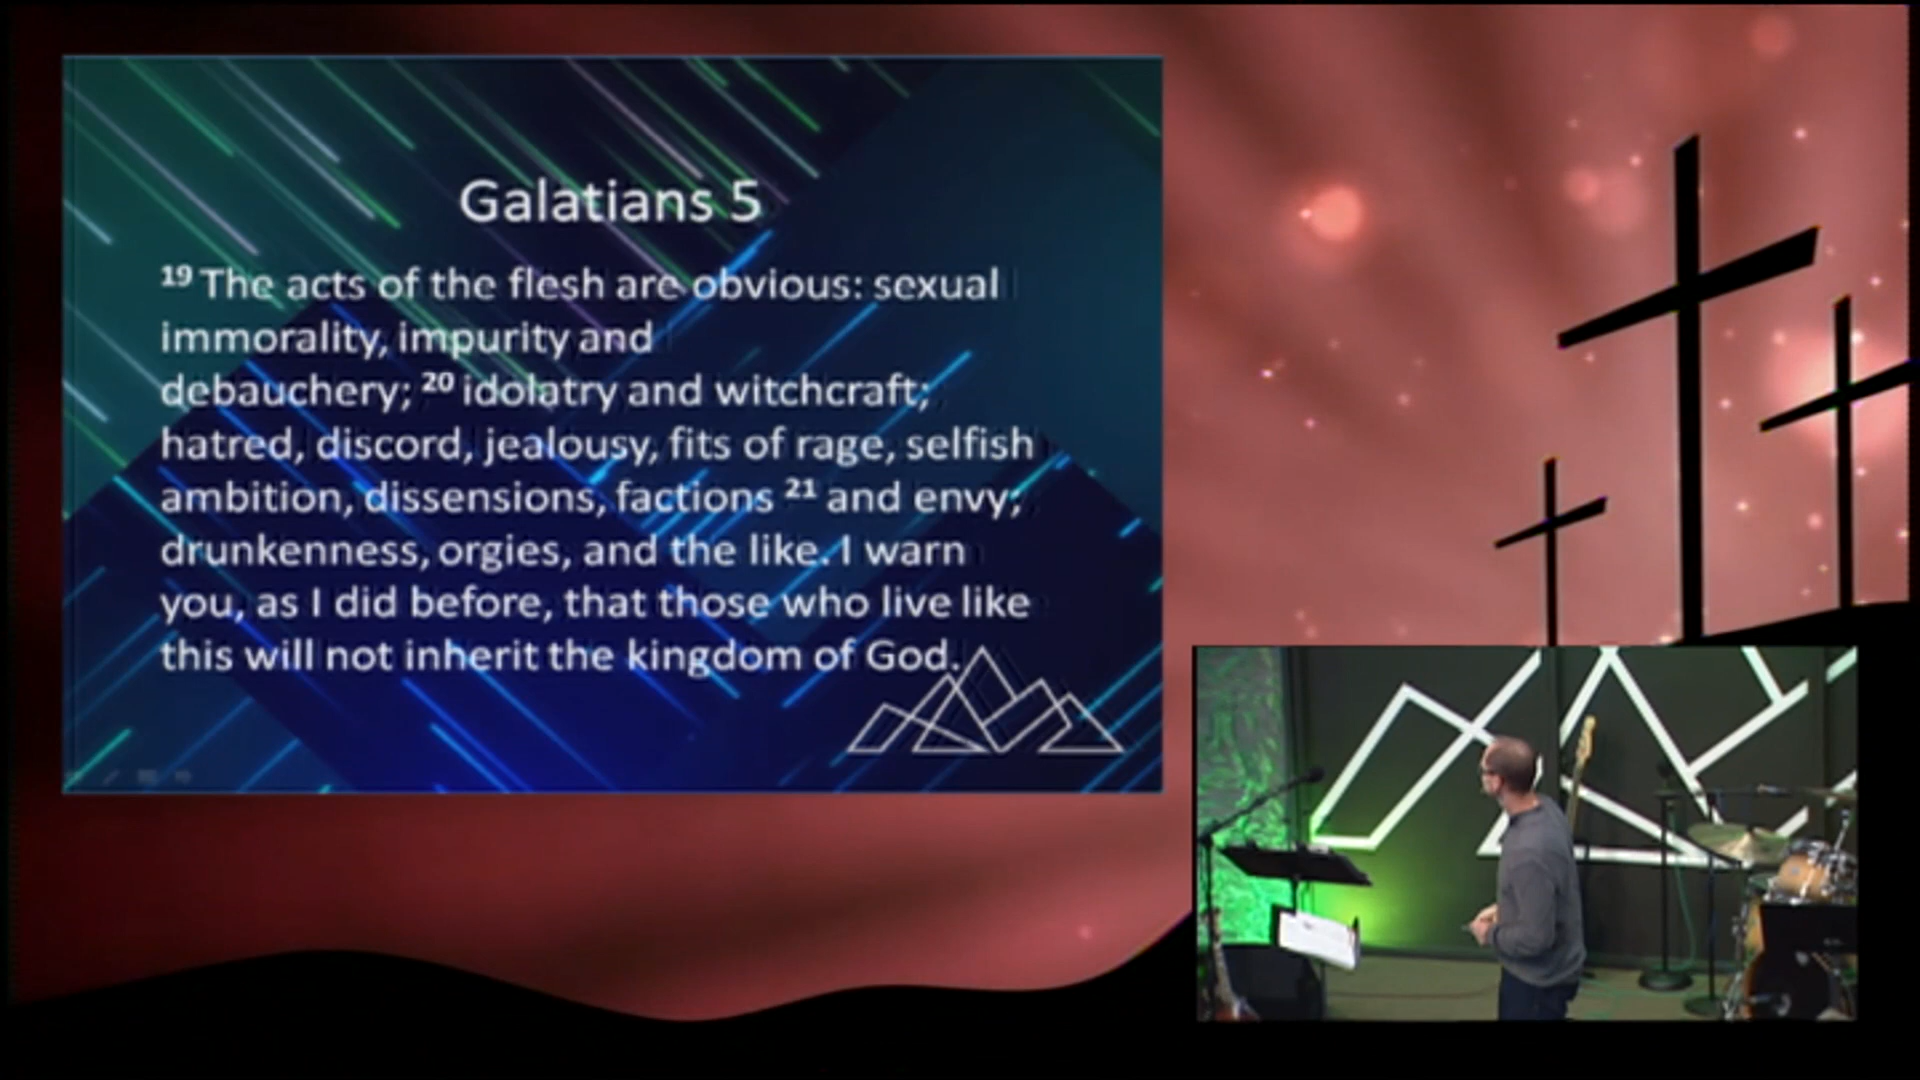 Galatians 5
19 The acts of the flesh are obvious: sexual
immorality, impurity and
debauchery; 20 idolatry and witchcraft;
hatred, discord, jealousy, fits of rage, selfish
ambition, dissensions, factions 21 and envy;
drunkenness, orgies, and the like. I warn
you, as I did before, that those who live like
this will not inherit the kingdom of God.